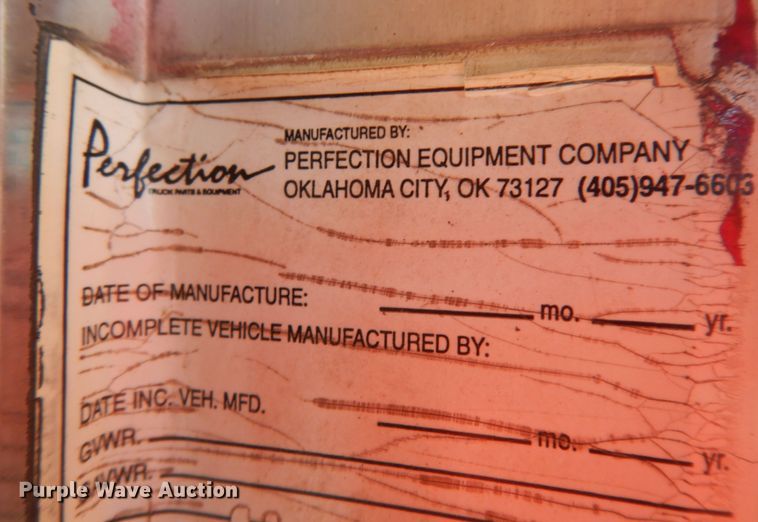 Perfection
TRUCK PARTS & EQUIPMENT
MANUFACTURED BY:
PERFECTION EQUIPMENT COMPANY
OKLAHOMA CITY, OK 73127 (405)947-6603
DATE OF MANUFACTURE: mo. yr.
INCOMPLETE VEHICLE MANUFACTURED BY:
DATE INC. VEH. MFD. mo. yr.
GVWR.
Purple Wave Auction